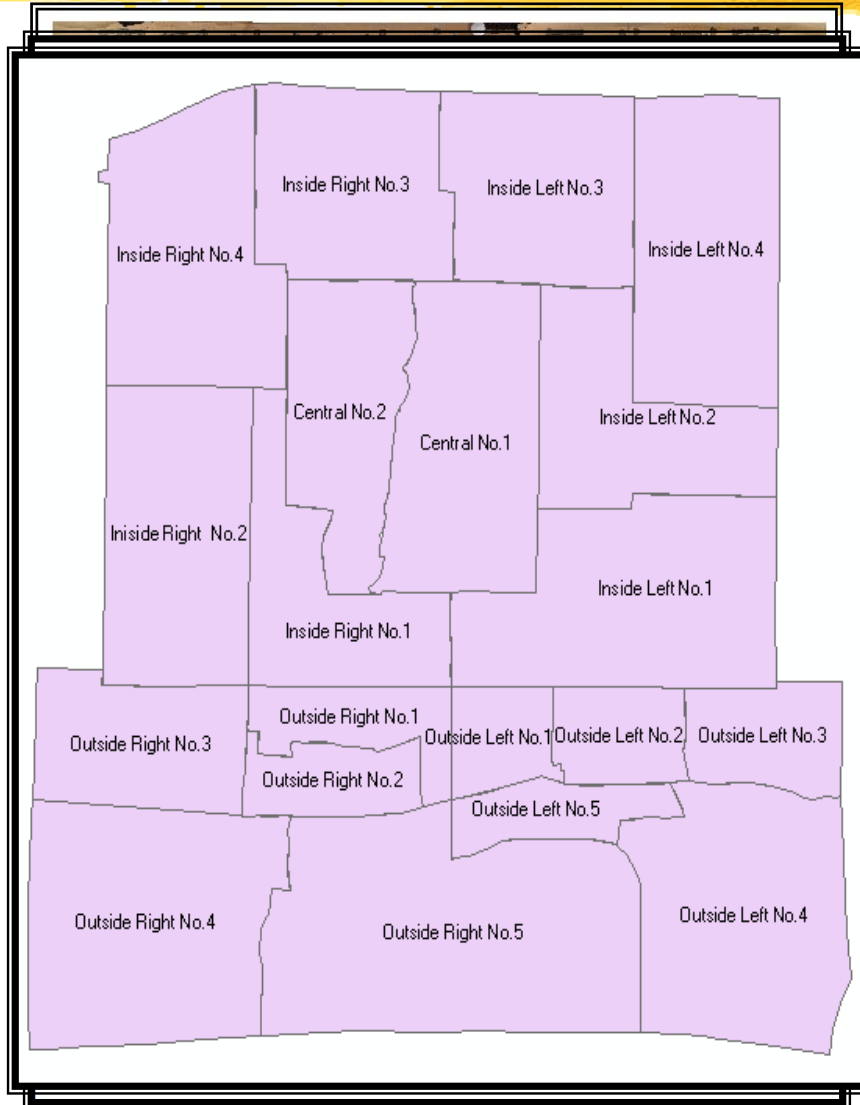 Inside Right No.3
Inside Left No.3
Inside Right No.4
Inside Left No.4
Central No.2
Inside Left No.2
Central No.1
Iniside Right No.2
Inside Left No.1
Inside Right No.1
Outside Right No.1
Outside Right No.3
Outside Left No.1
Outside Left No.2
Outside Left No.3
Outside Right No.2
Outside Left No.5
Outside Right No.4
Outside Right No.5
Outside Left No.4